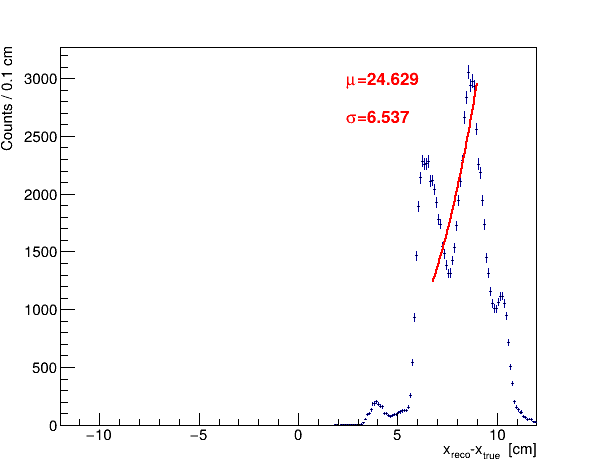 Counts / 0.1 cm
3000
2500
2000
1500
1000
500
0
μ=24.629
σ=6.537
−10 −5 0 5 10
x_reco-x_true [cm]